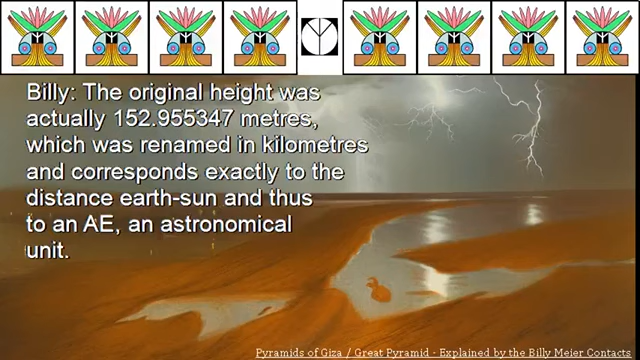 Billy: The original height was
actually 152.955347 metres,
which was renamed in kilometres
and corresponds exactly to the
distance earth-sun and thus
to an AE, an astronomical
unit.
Pyramids of Giza / Great Pyramid - Explained by the Billy Meier Contacts